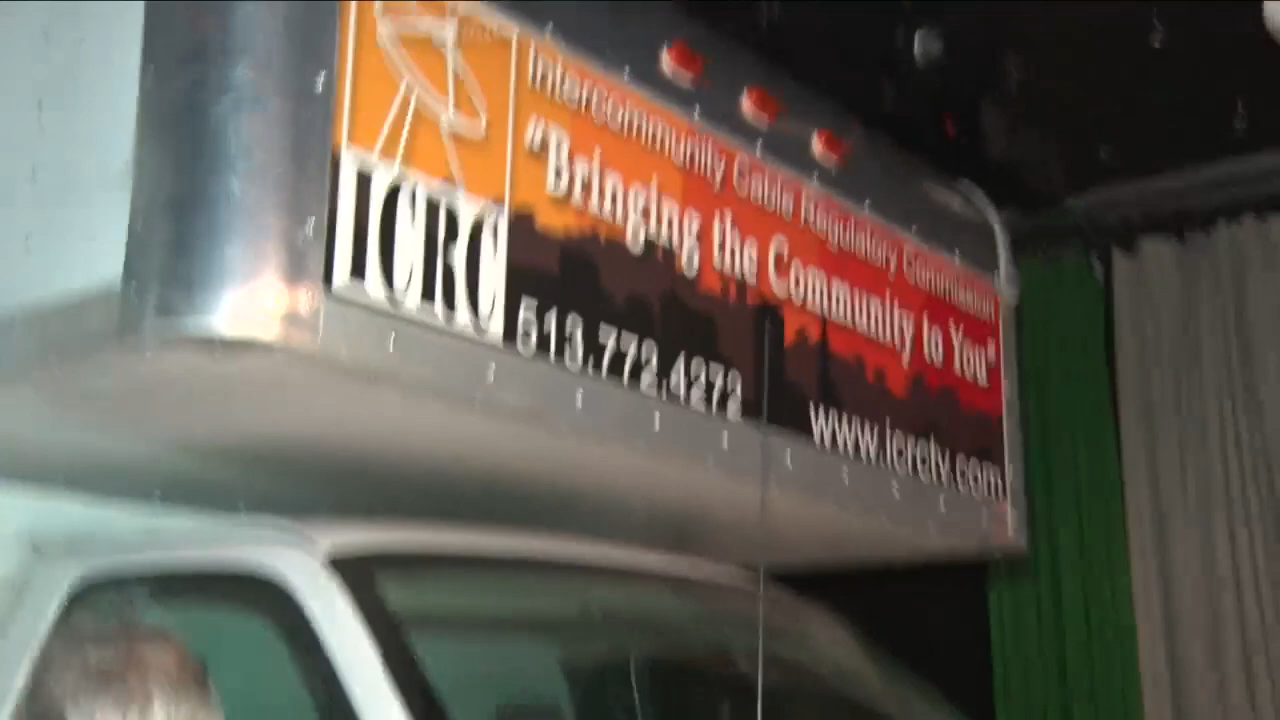 Intercommunity Cable Regulatory Commission
"Bringing the Community to You"
ICRC
513.772.4272
www.icrctv.com